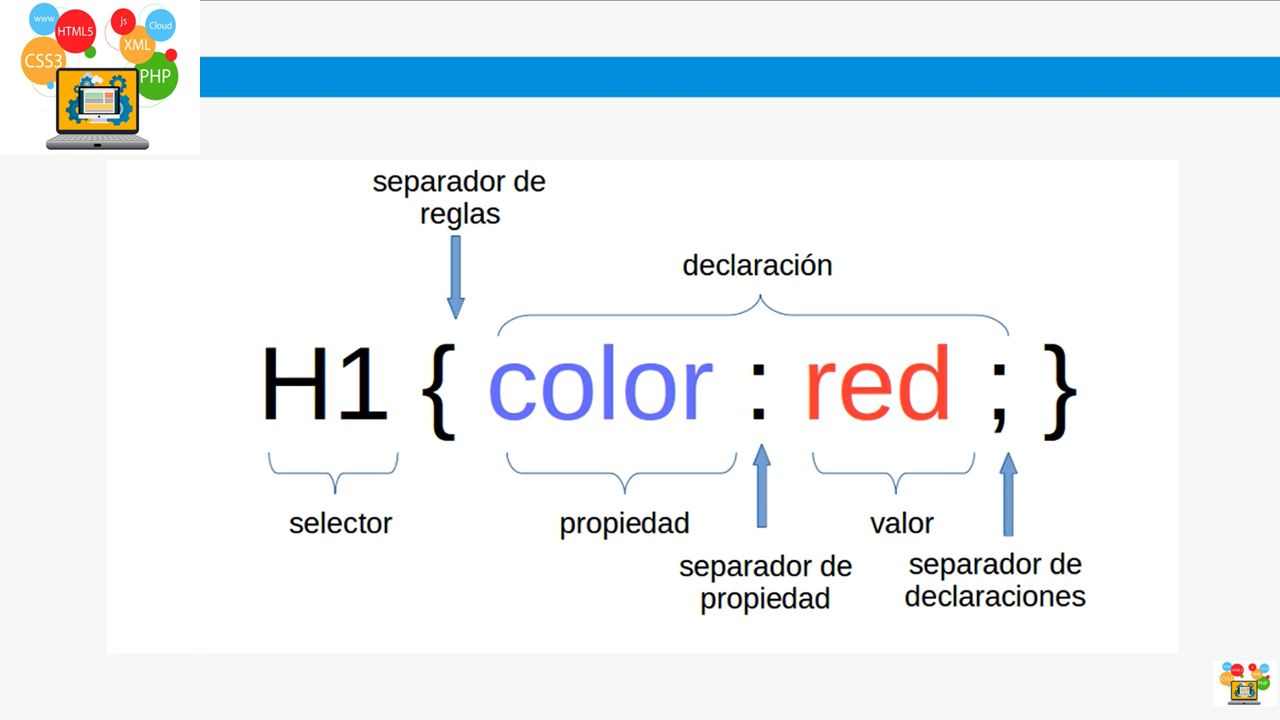 www
HTML5
js
Cloud
XML
CSS3
PHP
separador de
reglas
declaración
H1 { color : red ; }
selector
propiedad
valor
separador de
propiedad
separador de
declaraciones